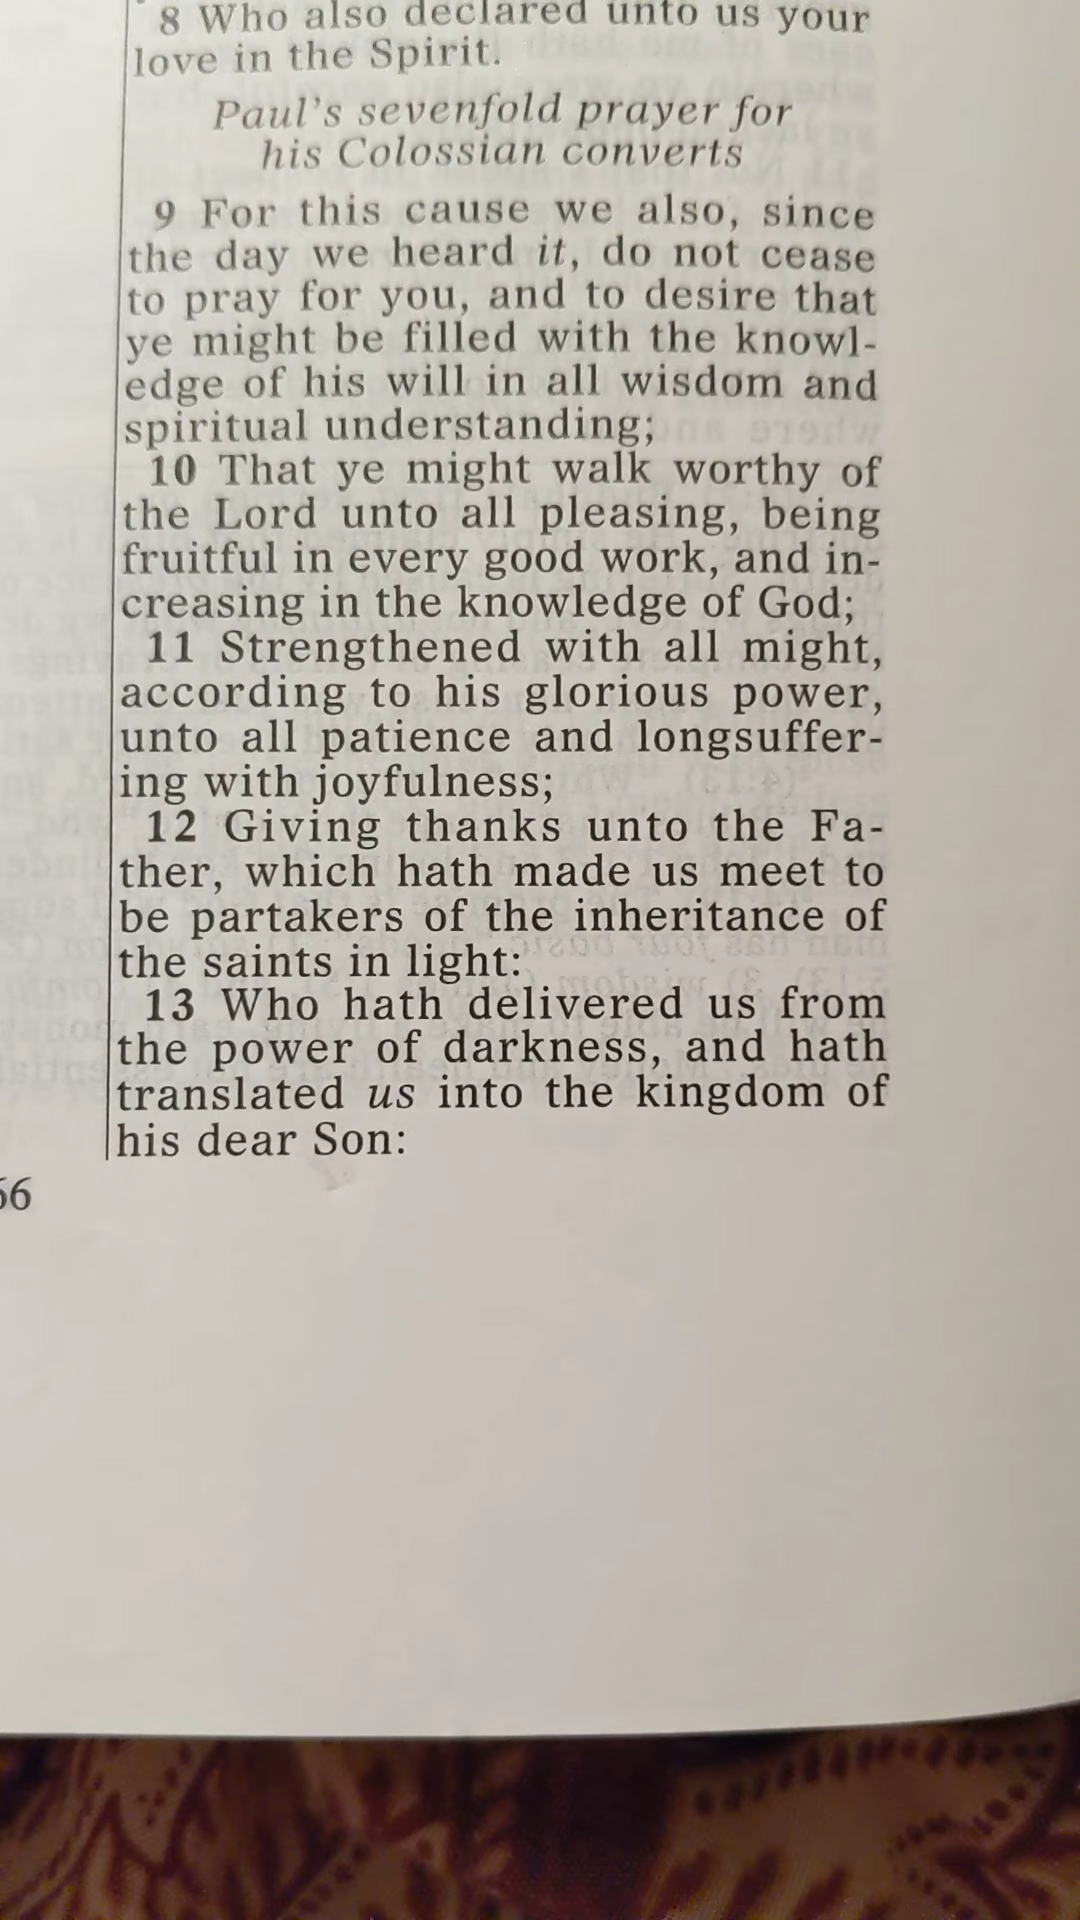 8 Who also declared unto us your
love in the Spirit.
Paul's sevenfold prayer for
his Colossian converts
9 For this cause we also, since
the day we heard it, do not cease
to pray for you, and to desire that
ye might be filled with the knowl-
edge of his will in all wisdom and
spiritual understanding;
10 That ye might walk worthy of
the Lord unto all pleasing, being
fruitful in every good work, and in-
creasing in the knowledge of God;
11 Strengthened with all might,
according to his glorious power,
unto all patience and longsuffer-
ing with joyfulness;
12 Giving thanks unto the Fa-
ther, which hath made us meet to
be partakers of the inheritance of
the saints in light:
13 Who hath delivered us from
the power of darkness, and hath
translated us into the kingdom of
his dear Son: